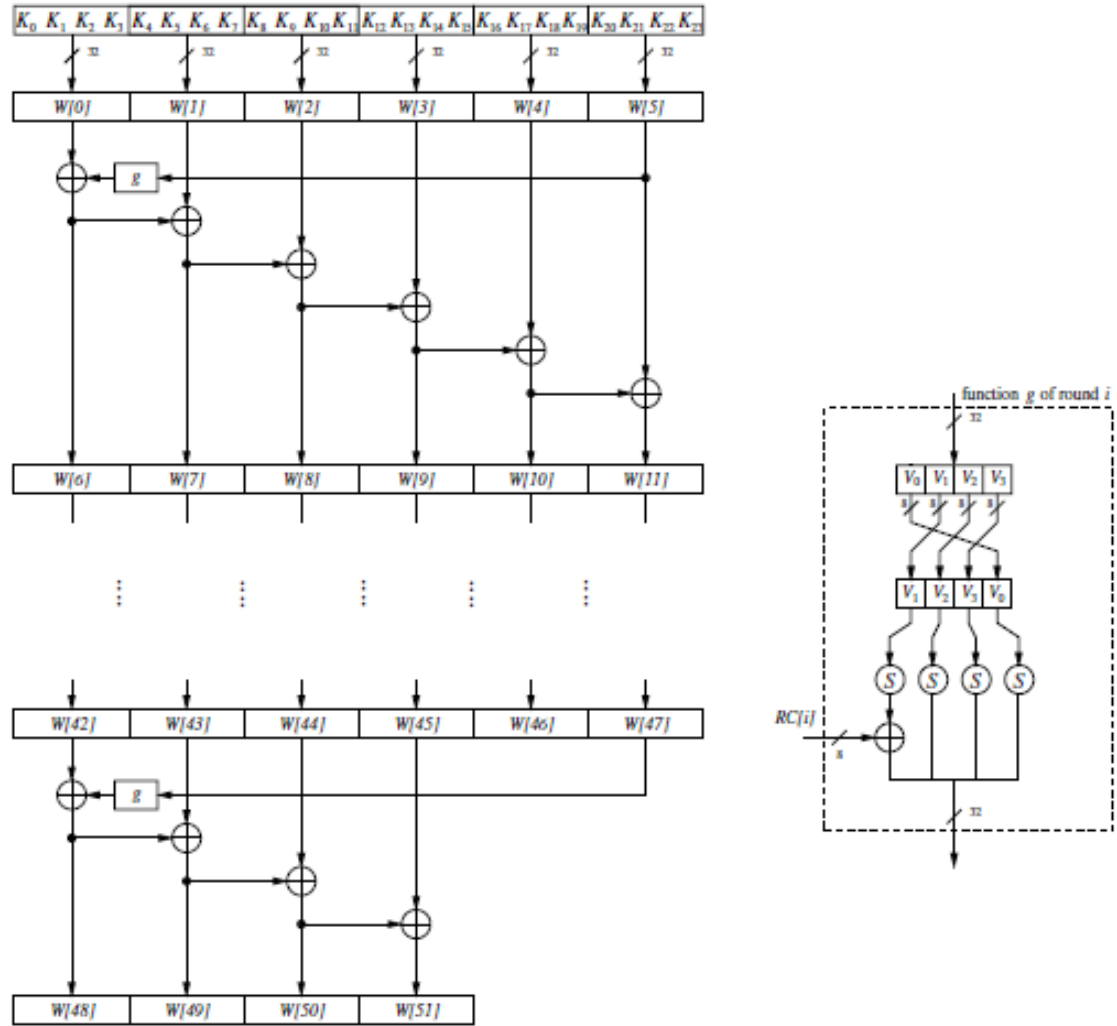 K₀ K₁ K₂ K₃ K₄ K₅ K₆ K₇ K₈ K₉ K₁₀ K₁₁ K₁₂ K₁₃ K₁₄ K₁₅ K₁₆ K₁₇ K₁₈ K₁₉ K₂₀ K₂₁ K₂₂ K₂₃
32 32 32 32 32 32
W[0] W[1] W[2] W[3] W[4] W[5]
g
W[6] W[7] W[8] W[9] W[10] W[11]
W[42] W[43] W[44] W[45] W[46] W[47]
g
W[48] W[49] W[50] W[51]
function g of round i
32
V₀ V₁ V₂ V₃
8 8 8 8
V₁ V₂ V₃ V₀
S S S S
RC[i]
8
32